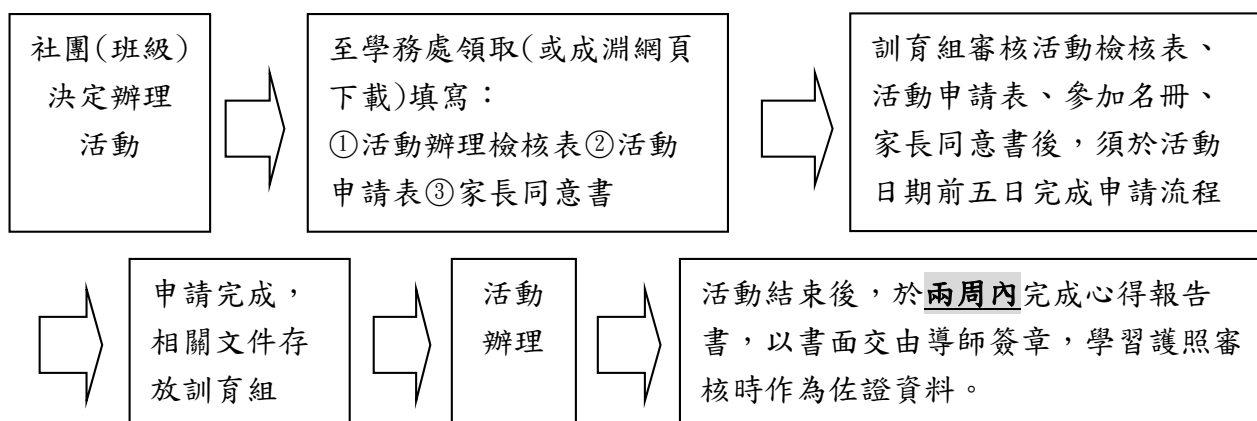 社團(班級)
決定辦理
活動
至學務處領取(或成淵網頁
下載)填寫：
①活動辦理檢核表②活動
申請表③家長同意書
訓育組審核活動檢核表、
活動申請表、參加名冊、
家長同意書後，須於活動
日期前五日完成申請流程
申請完成，
相關文件存
放訓育組
活動
辦理
活動結束後，於兩周內完成心得報告
書，以書面交由導師簽章，學習護照審
核時作為佐證資料。